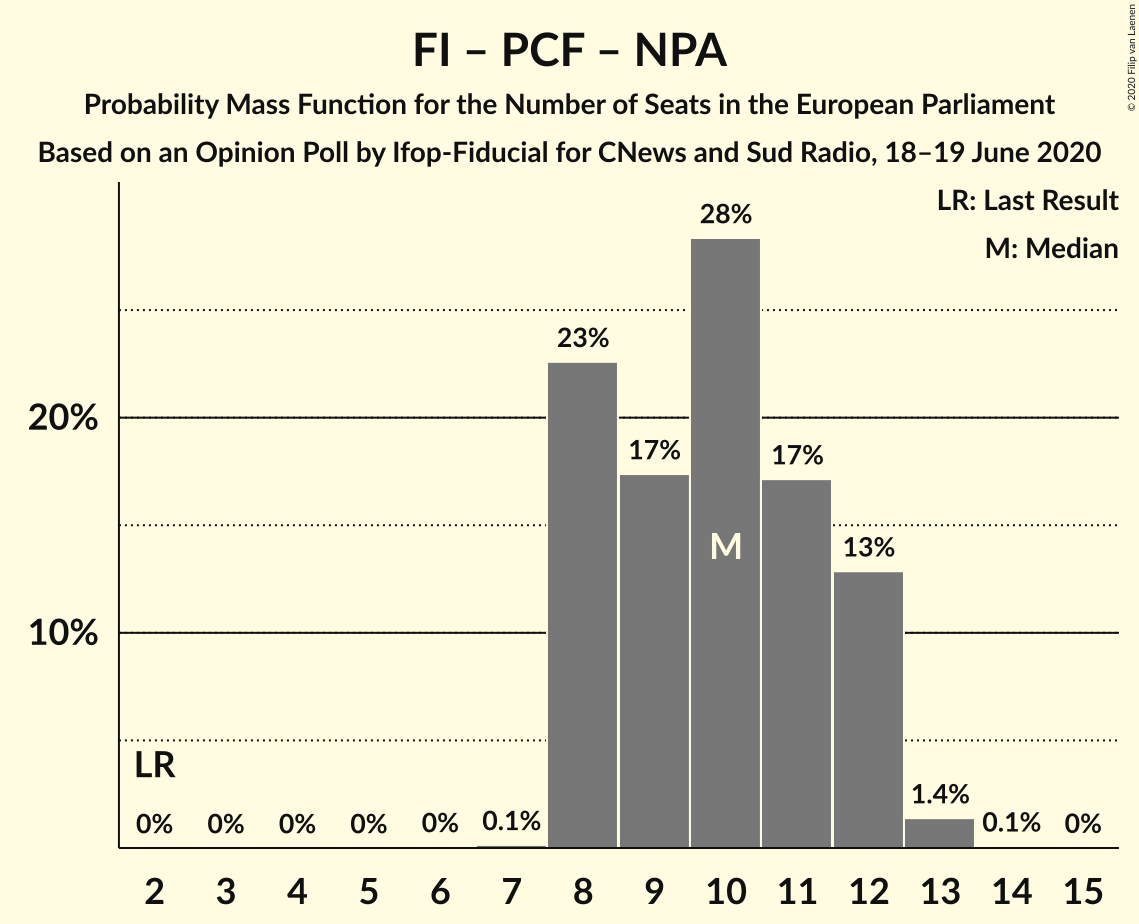 FI – PCF – NPA
Probability Mass Function for the Number of Seats in the European Parliament
Based on an Opinion Poll by Ifop-Fiducial for CNews and Sud Radio, 18–19 June 2020
© 2020 Filip van Laenen
LR: Last Result
M: Median
28%
23%
20%
17%
17%
M
13%
10%
LR
0%
0%
0%
0%
0%
0.1%
1.4%
0.1%
0%
2 3 4 5 6 7 8 9 10 11 12 13 14 15